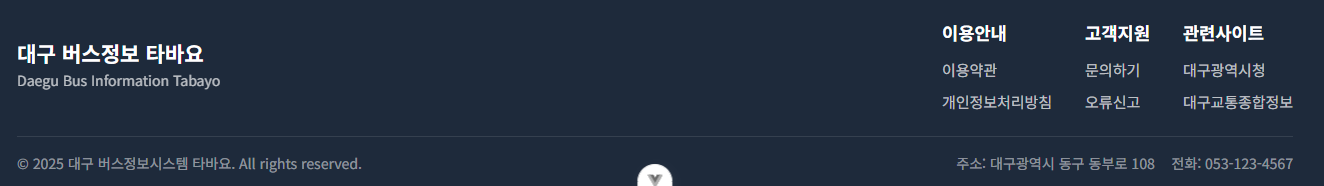 대구 버스정보 타바요
Daegu Bus Information Tabayo
이용안내
이용약관
개인정보처리방침
고객지원
문의하기
오류신고
관련사이트
대구광역시청
대구교통종합정보
© 2025 대구 버스정보시스템 타바요. All rights reserved.
주소: 대구광역시 동구 동부로 108 전화: 053-123-4567